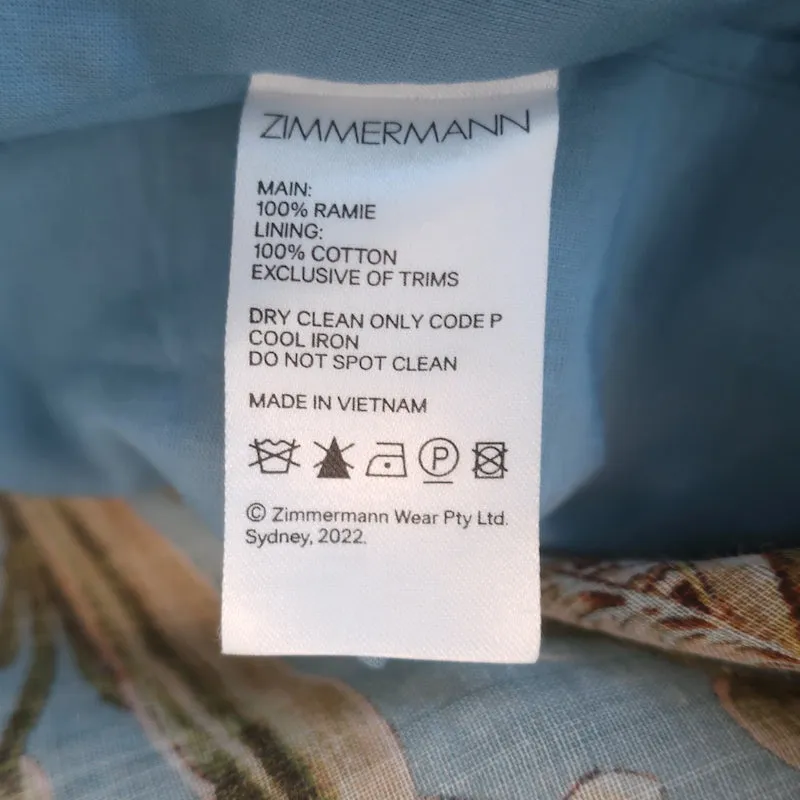 ZIMMERMANN
MAIN:
100% RAMIE
LINING:
100% COTTON
EXCLUSIVE OF TRIMS
DRY CLEAN ONLY CODE P
COOL IRON
DO NOT SPOT CLEAN
MADE IN VIETNAM
P
© Zimmermann Wear Pty Ltd.
Sydney, 2022.